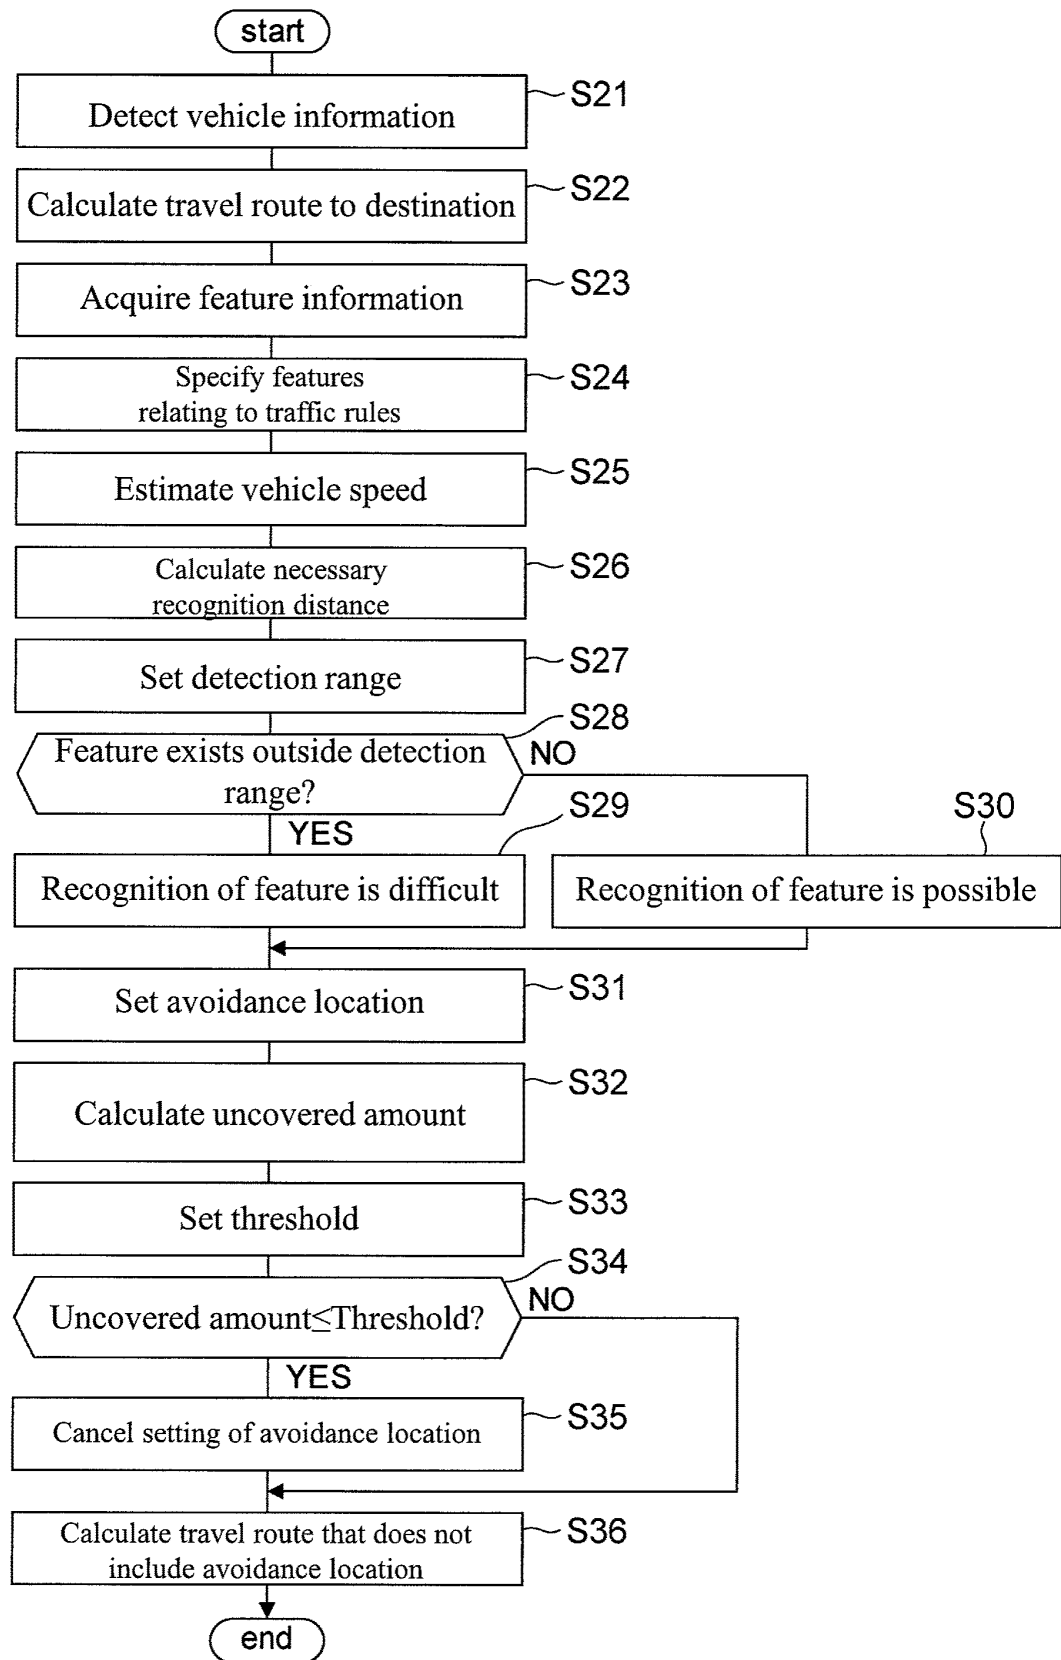 start
Detect vehicle information
S21
Calculate travel route to destination
S22
Acquire feature information
S23
Specify features
relating to traffic rules
S24
Estimate vehicle speed
S25
Calculate necessary
recognition distance
S26
Set detection range
S27
Feature exists outside detection
range?
S28
NO
YES
S29
S30
Recognition of feature is difficult
Recognition of feature is possible
Set avoidance location
S31
Calculate uncovered amount
S32
Set threshold
S33
S34
Uncovered amount≤Threshold?
NO
YES
Cancel setting of avoidance location
S35
Calculate travel route that does not
include avoidance location
S36
end